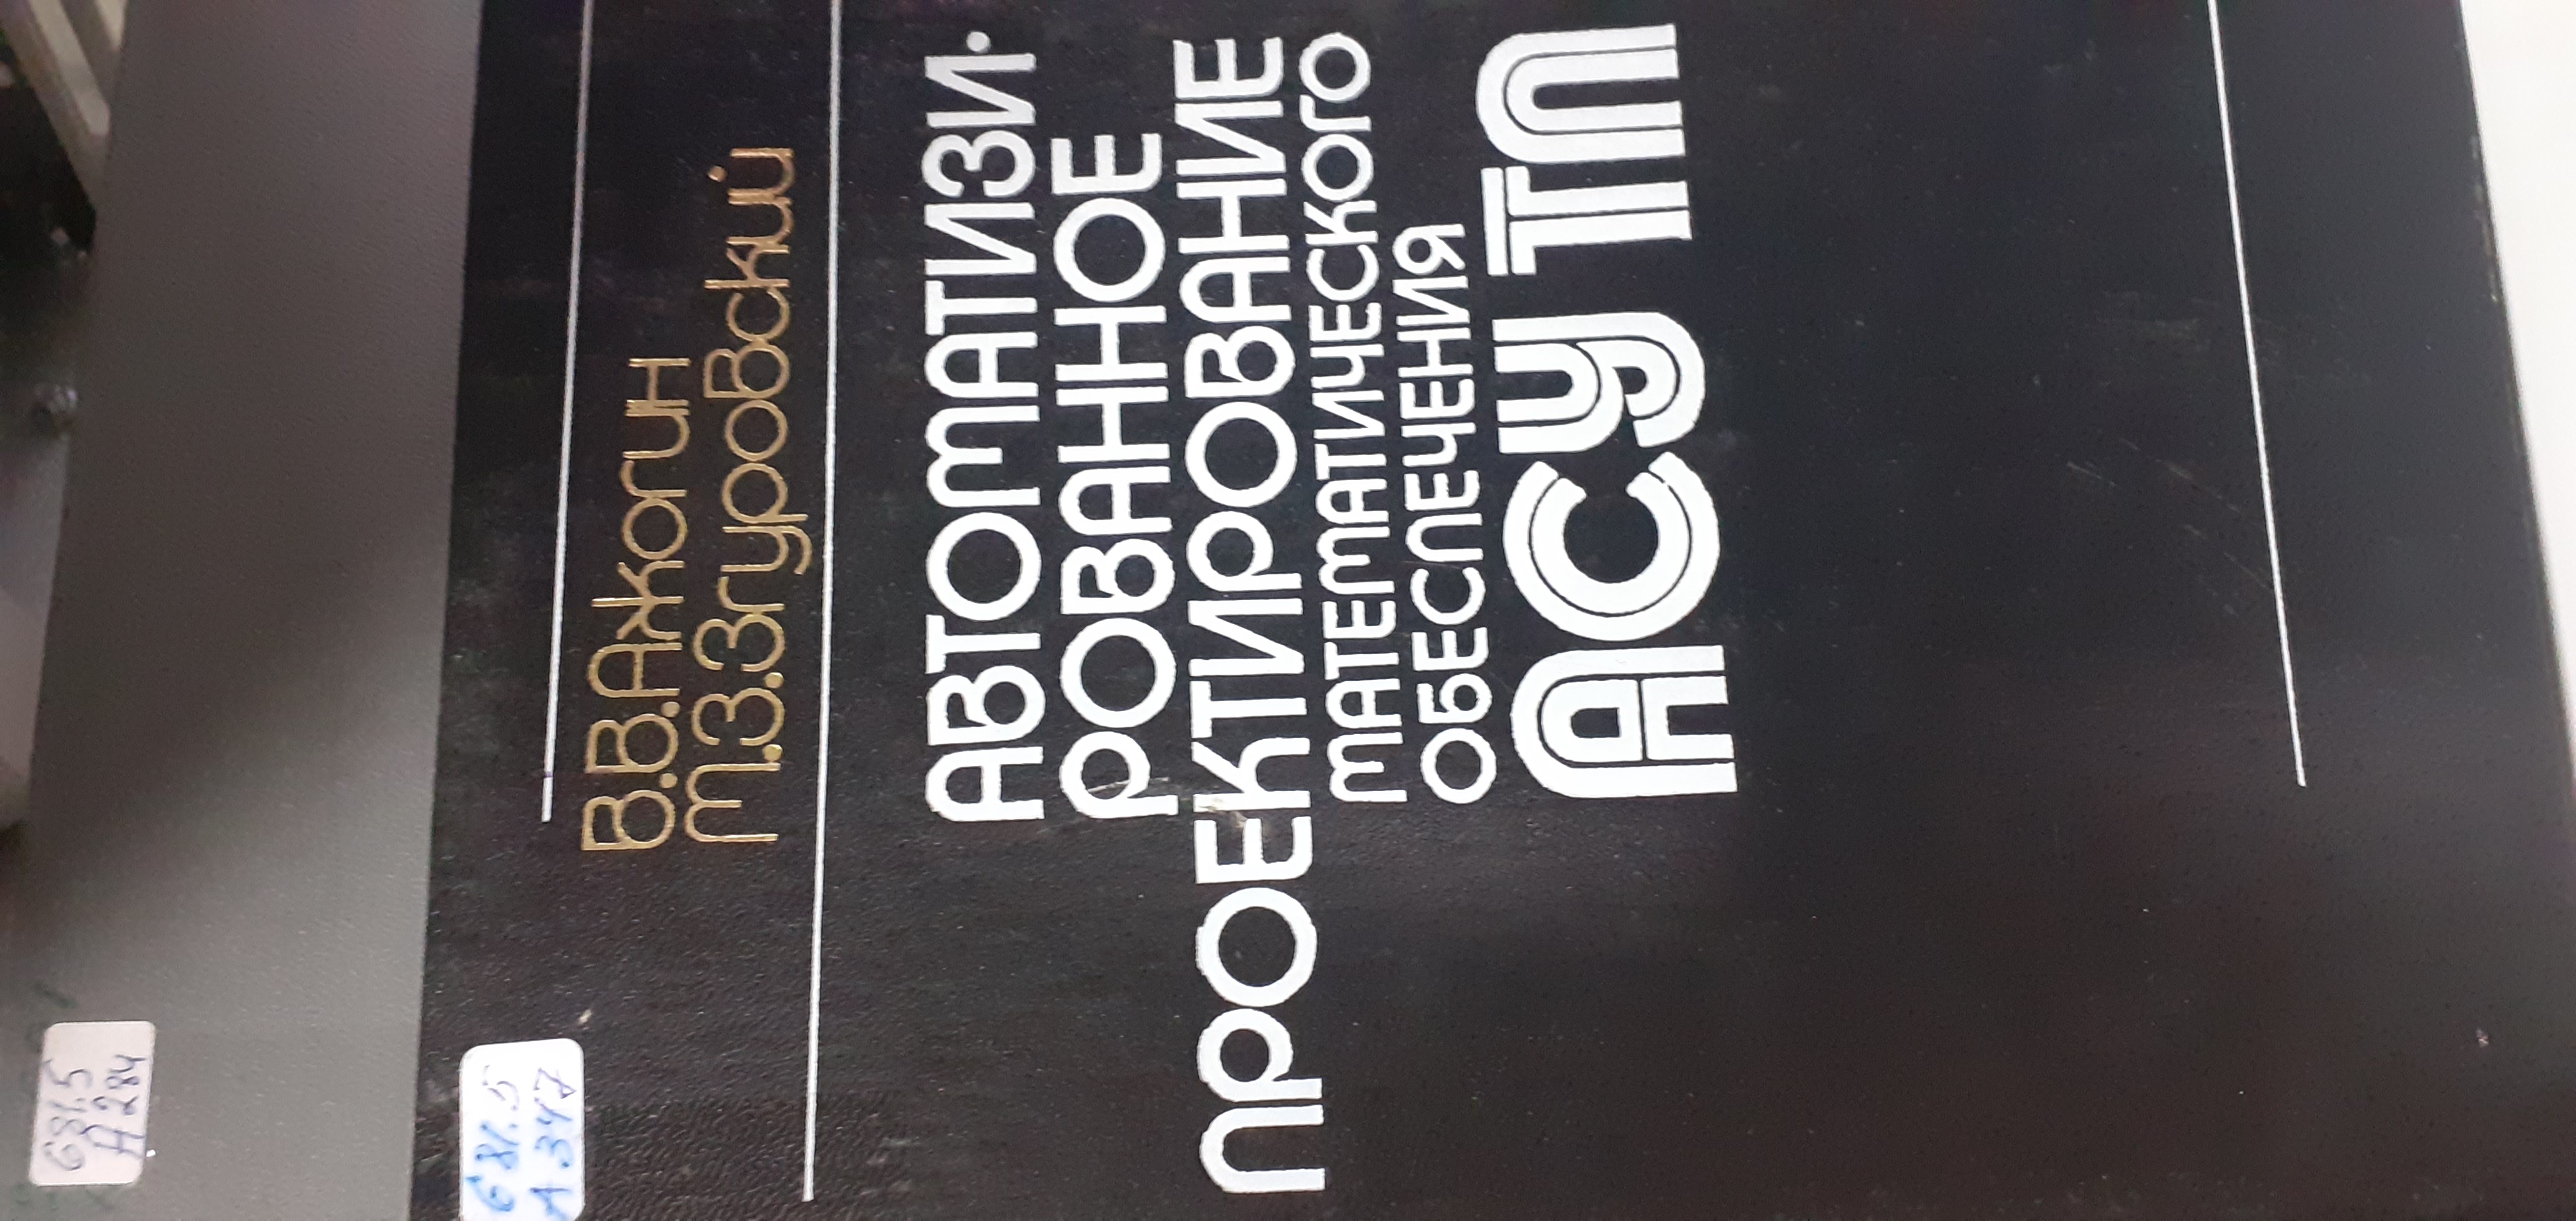 В.В.Ажогин
М.З.Згуровский
АВТОМАТИЗИ-
РОВАННОЕ
ПРОЕКТИРОВАНИЕ
МАТЕМАТИЧЕСКОГО
ОБЕСПЕЧЕНИЯ
АСУ ТП
681.5
А 347
681.5
А 284